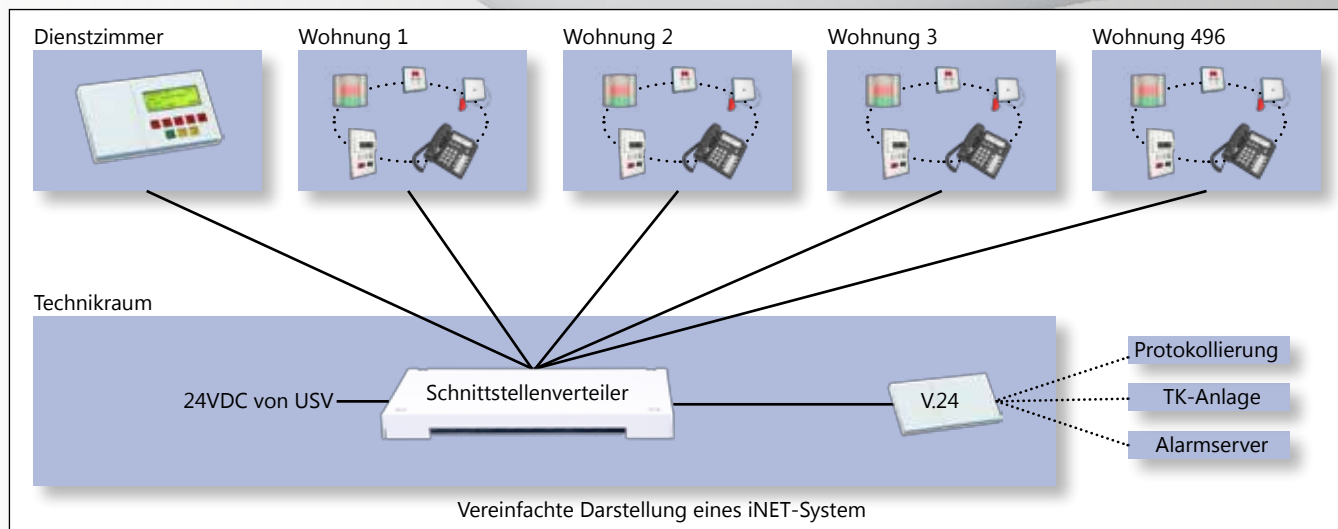 Dienstzimmer
Wohnung 1
Wohnung 2
Wohnung 3
Wohnung 496
Technikraum
24VDC von USV
Schnittstellenverteiler
V.24
Protokollierung
TK-Anlage
Alarmserver
Vereinfachte Darstellung eines iNET-System